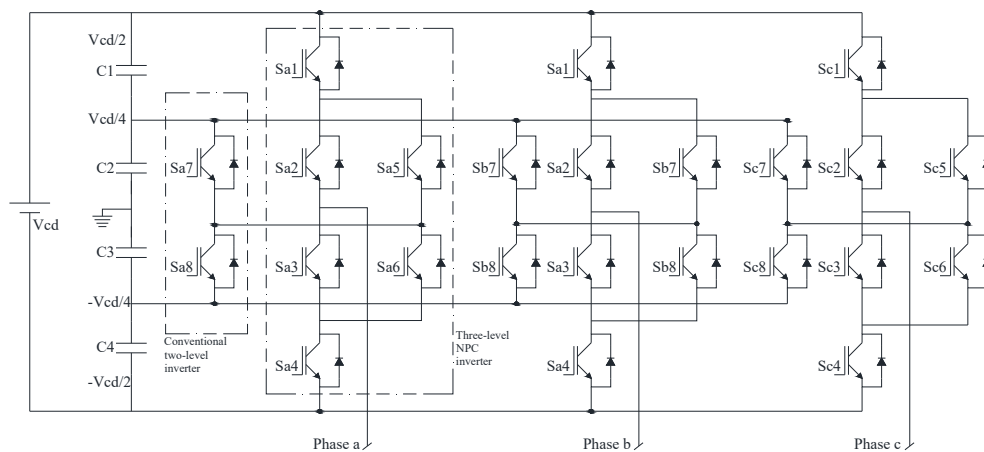 Vcd/2
C1
Sa1
Sa1
Sc1
Vcd/4
C2
Sa7
Sa2
Sa5
Sb7
Sa2
Sb7
Sc7
Sc2
Sc5
Vcd
C3
Sa8
Sa3
Sa6
Sb8
Sa3
Sb8
Sc8
Sc3
Sc6
-Vcd/4
C4
Conventional
two-level
inverter
Three-level
NPC
inverter
Sa4
Sa4
Sc4
-Vcd/2
Phase a
Phase b
Phase c